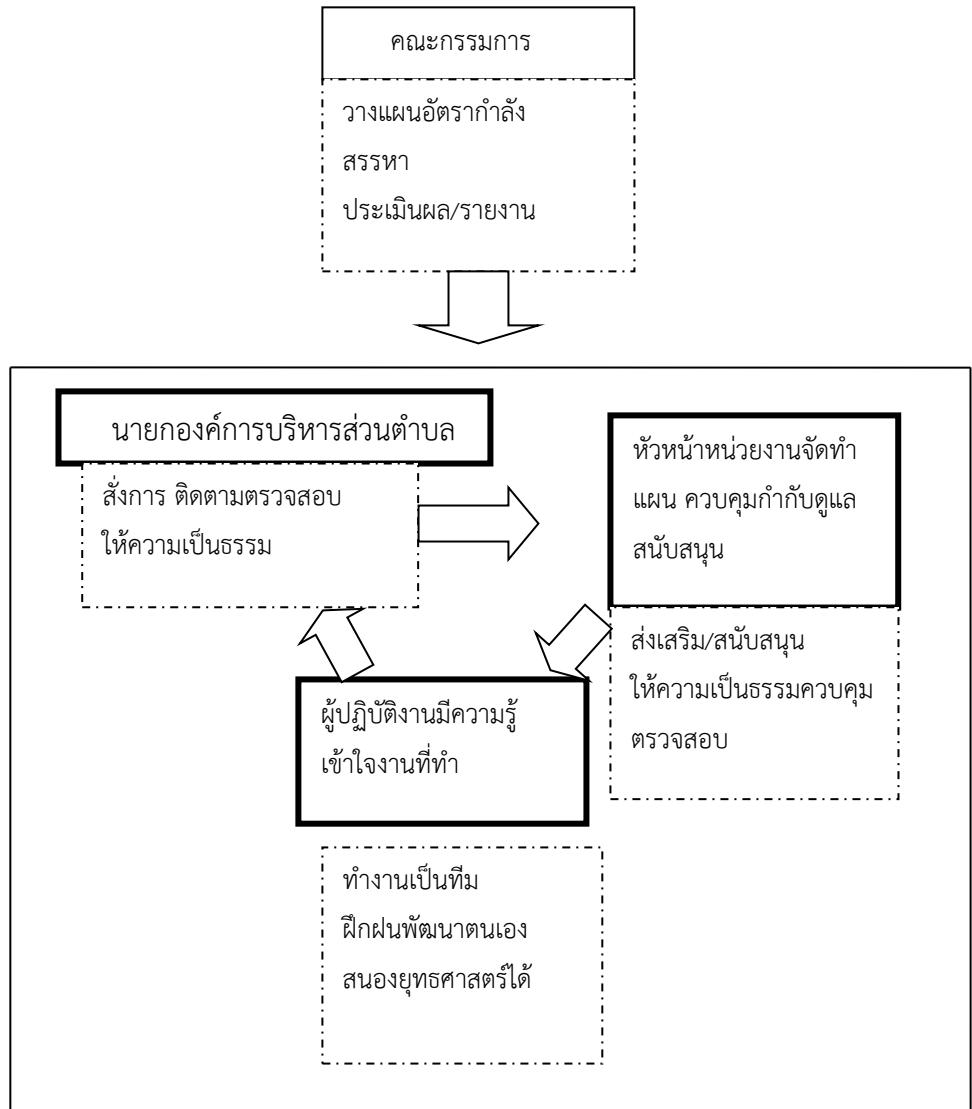 คณะกรรมการ
วางแผนอัตรากำลัง
สรรหา
ประเมินผล/รายงาน
นายกองค์การบริหารส่วนตำบล
สั่งการ ติดตามตรวจสอบ
ให้ความเป็นธรรม
หัวหน้าหน่วยงานจัดทำ
แผน ควบคุมกำกับดูแล
สนับสนุน
ส่งเสริม/สนับสนุน
ให้ความเป็นธรรมควบคุม
ตรวจสอบ
ผู้ปฏิบัติงานมีความรู้
เข้าใจงานที่ทำ
ทำงานเป็นทีม
ฝึกฝนพัฒนาตนเอง
สนองยุทธศาสตร์ได้